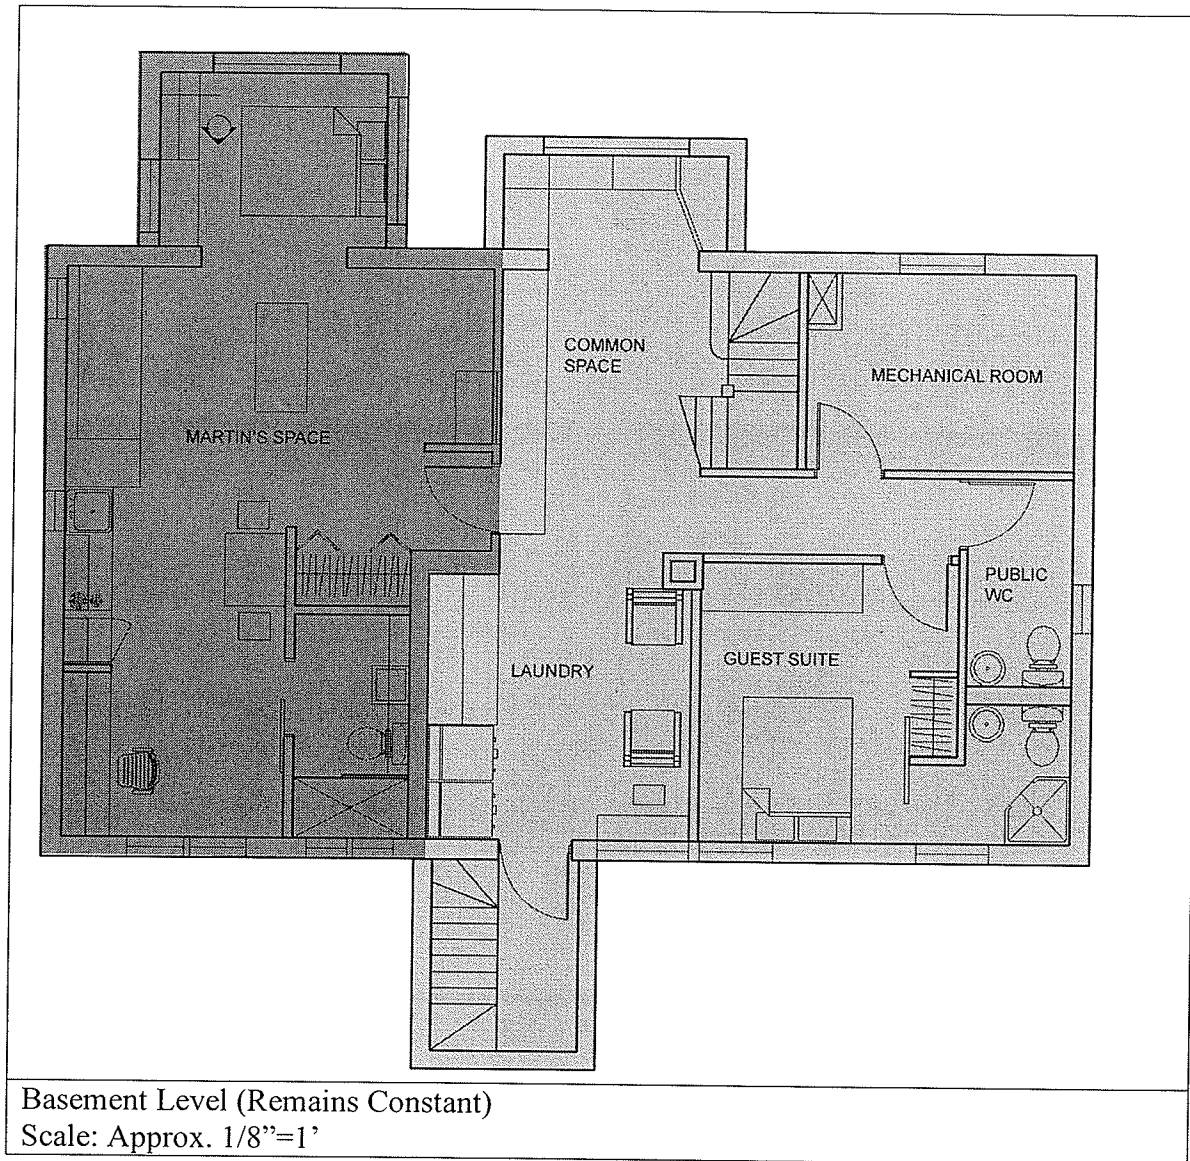 COMMON
SPACE
MECHANICAL ROOM
MARTIN'S SPACE
PUBLIC
WC
GUEST SUITE
LAUNDRY
Basement Level (Remains Constant)
Scale: Approx. 1/8”=1’